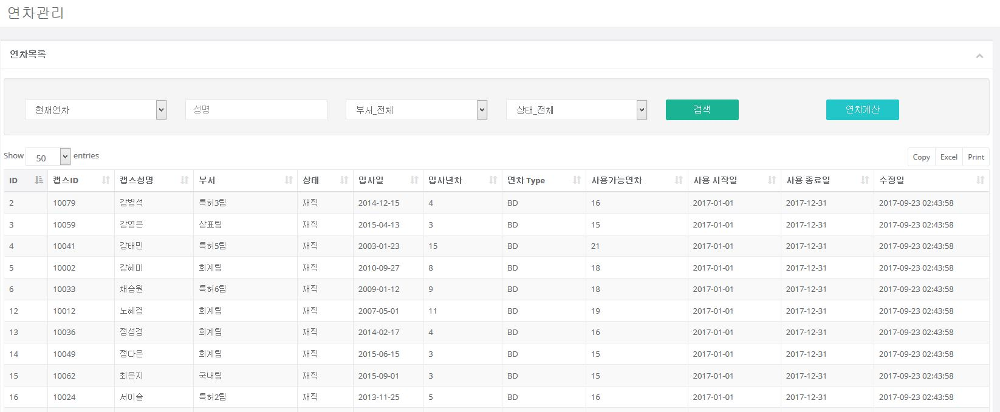 연차관리
연차목록
현재연차 성명 부서_전체 상태_전체 검색 연차계산
Show 50 entries Copy Excel Print
ID 캡스ID 캡스성명 부서 상태 입사일 입사년차 연차 Type 사용가능연차 사용 시작일 사용 종료일 수정일
2 10079 강병석 특허3팀 재직 2014-12-15 4 BD 16 2017-01-01 2017-12-31 2017-09-23 02:43:58
3 10059 강영은 상표팀 재직 2015-04-13 3 BD 15 2017-01-01 2017-12-31 2017-09-23 02:43:58
4 10041 강태민 특허5팀 재직 2003-01-23 15 BD 21 2017-01-01 2017-12-31 2017-09-23 02:43:58
5 10002 강혜미 회계팀 재직 2010-09-27 8 BD 18 2017-01-01 2017-12-31 2017-09-23 02:43:58
6 10033 채승원 특허6팀 재직 2009-01-12 9 BD 18 2017-01-01 2017-12-31 2017-09-23 02:43:58
12 10012 노혜경 회계팀 재직 2007-05-01 11 BD 19 2017-01-01 2017-12-31 2017-09-23 02:43:58
13 10036 정성경 회계팀 재직 2014-02-17 4 BD 16 2017-01-01 2017-12-31 2017-09-23 02:43:58
14 10049 정다은 회계팀 재직 2015-06-15 3 BD 15 2017-01-01 2017-12-31 2017-09-23 02:43:58
15 10062 최은지 국내팀 재직 2015-09-01 3 BD 15 2017-01-01 2017-12-31 2017-09-23 02:43:58
16 10024 서미슬 특허2팀 재직 2013-11-25 5 BD 16 2017-01-01 2017-12-31 2017-09-23 02:43:58